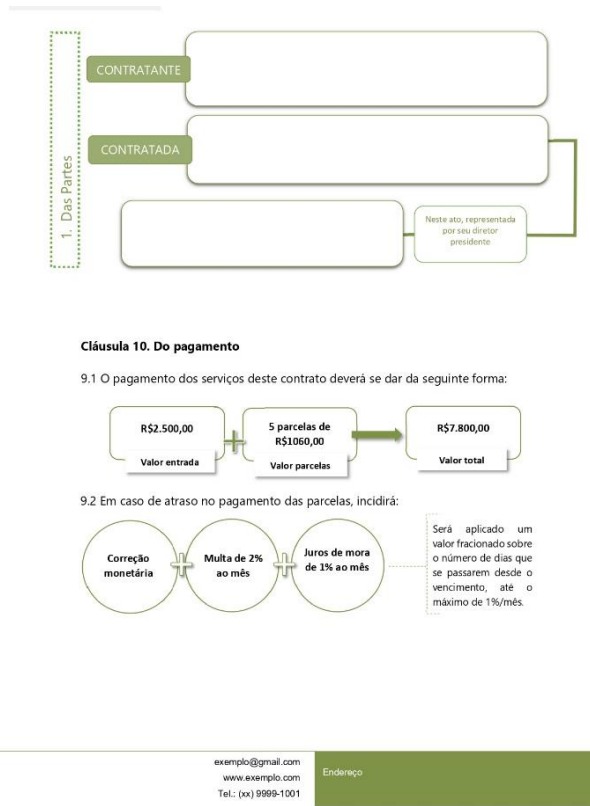 1. Das Partes
CONTRATANTE
CONTRATADA
Neste ato, representada
por seu diretor
presidente
Cláusula 10. Do pagamento
9.1 O pagamento dos serviços deste contrato deverá se dar da seguinte forma:
R$2.500,00
Valor entrada
5 parcelas de
R$1060,00
Valor parcelas
R$7.800,00
Valor total
9.2 Em caso de atraso no pagamento das parcelas, incidirá:
Correção
monetária
Multa de 2%
ao mês
Juros de mora
de 1% ao mês
Será aplicado um
valor fracionado sobre
o número de dias que
se passarem desde o
vencimento, até o
máximo de 1%/mês.
exemplo@gmail.com
www.exemplo.com
Tel.: (xx) 9999-1001
Endereço